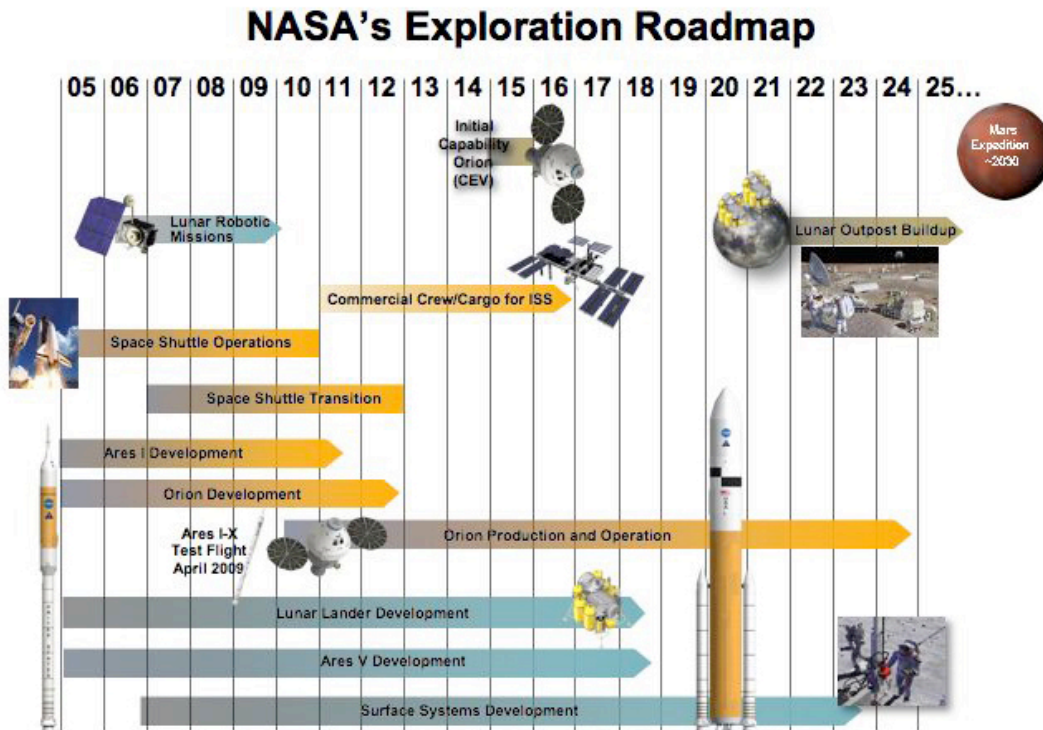 NASA's Exploration Roadmap
05 06 07 08 09 10 11 12 13 14 15 16 17 18 19 20 21 22 23 24 25...
Mars
Expedition
~2030
Initial
Capability
Orion
(CEV)
Lunar Robotic
Missions
Lunar Outpost Buildup
Commercial Crew/Cargo for ISS
Space Shuttle Operations
Space Shuttle Transition
Ares I Development
Orion Development
Ares I-X
Test Flight
April 2009
Orion Production and Operation
Lunar Lander Development
Ares V Development
Surface Systems Development